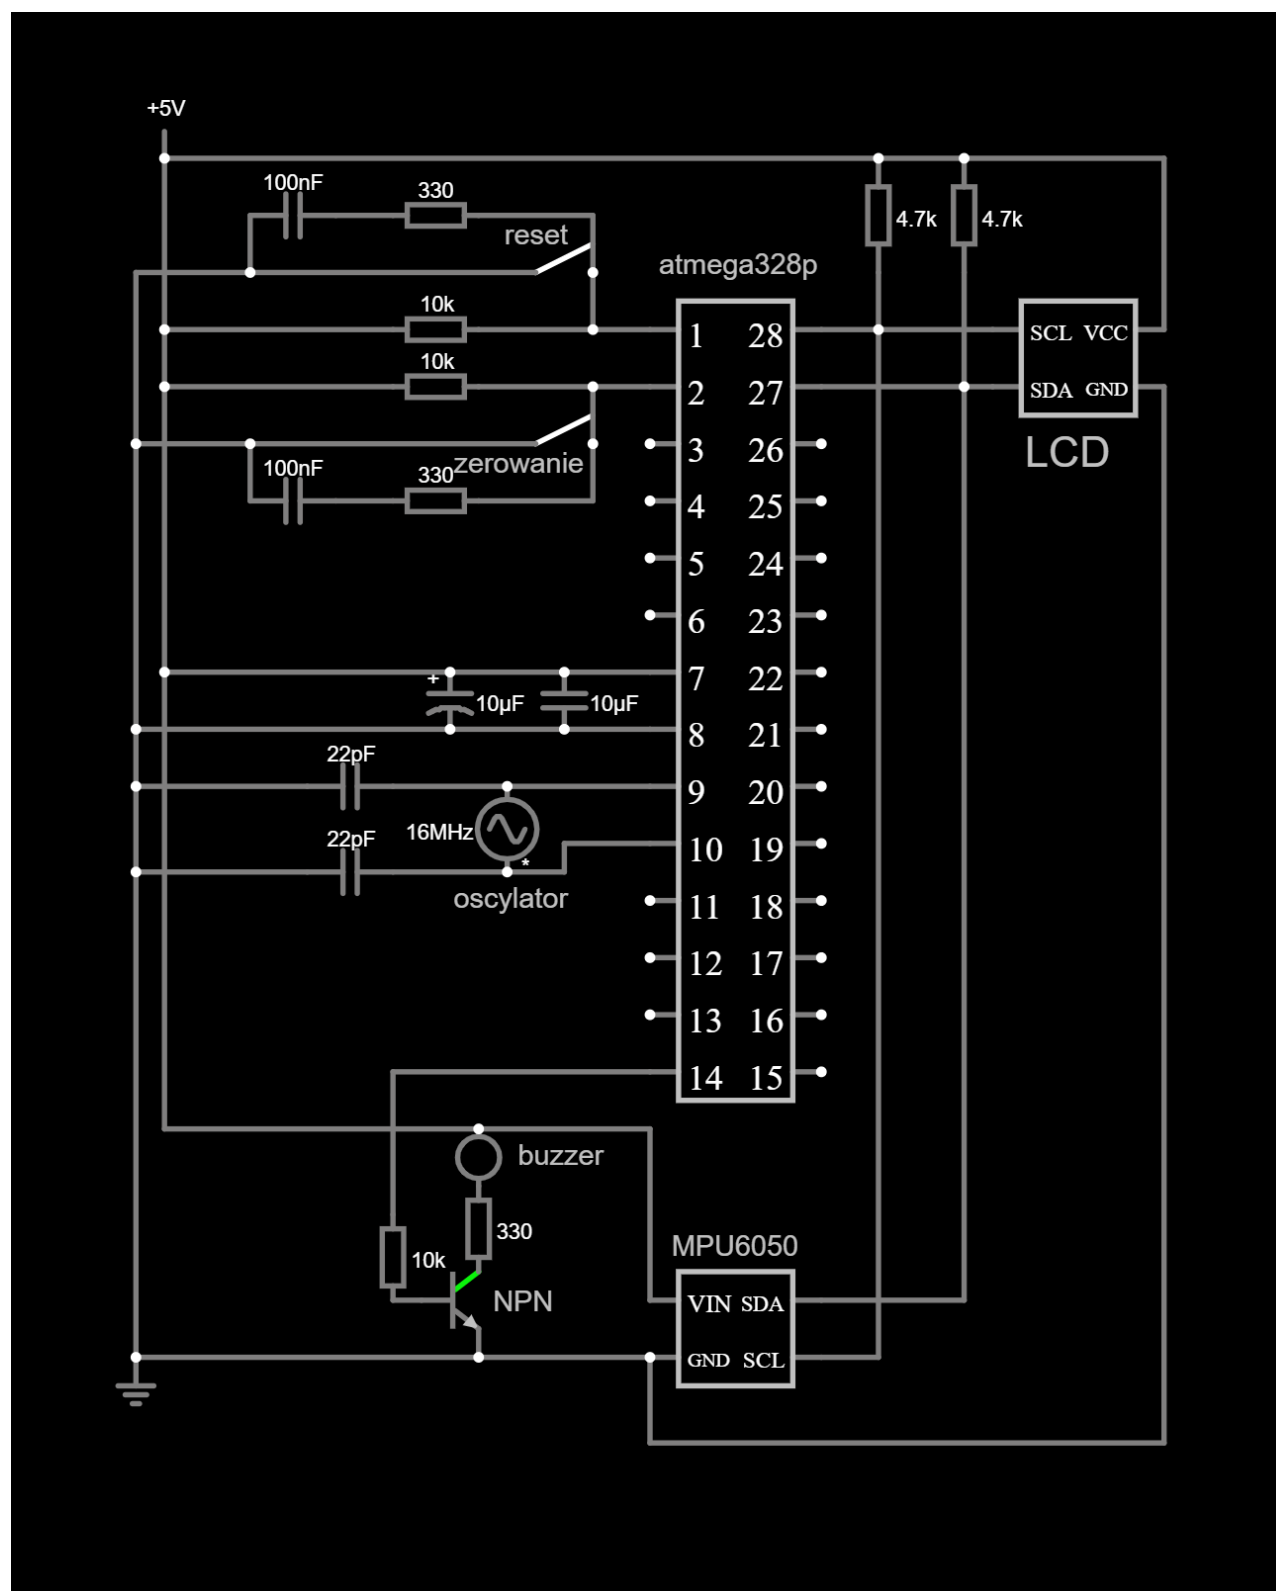 +5V
100nF
330
reset
4.7k
4.7k
atmega328p
10k
10k
1 28
2 27
3 26
4 25
5 24
6 23
7 22
8 21
9 20
10 19
11 18
12 17
13 16
14 15
SCL VCC
SDA GND
LCD
zerowanie
100nF
330
+
10µF
10µF
22pF
16MHz
22pF
*
oscylator
buzzer
330
10k
NPN
MPU6050
VIN SDA
GND SCL